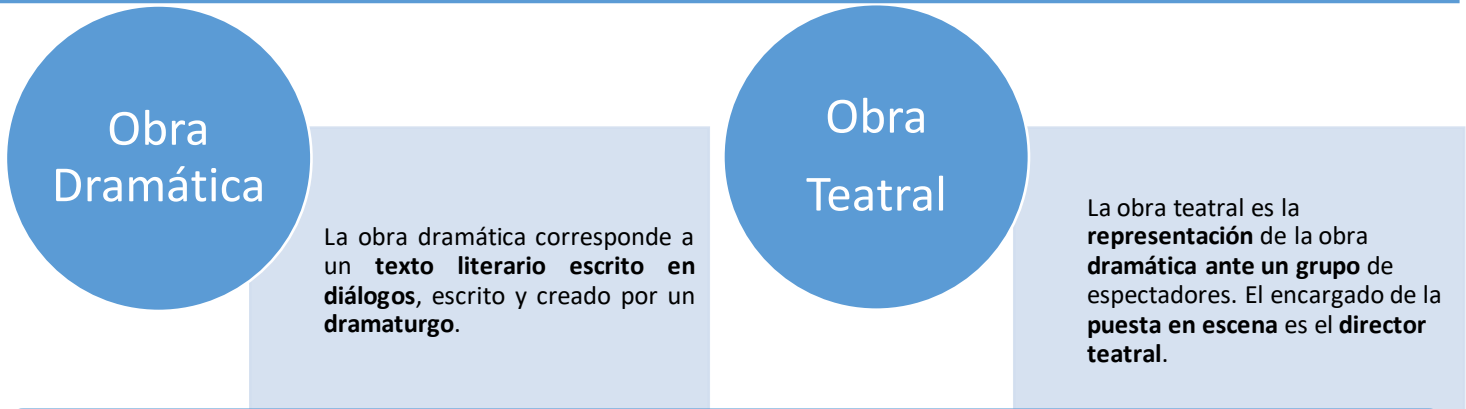 Obra
Dramática
La obra dramática corresponde a
un texto literario escrito en
diálogos, escrito y creado por un
dramaturgo.
Obra
Teatral
La obra teatral es la
representación de la obra
dramática ante un grupo de
espectadores. El encargado de la
puesta en escena es el director
teatral.